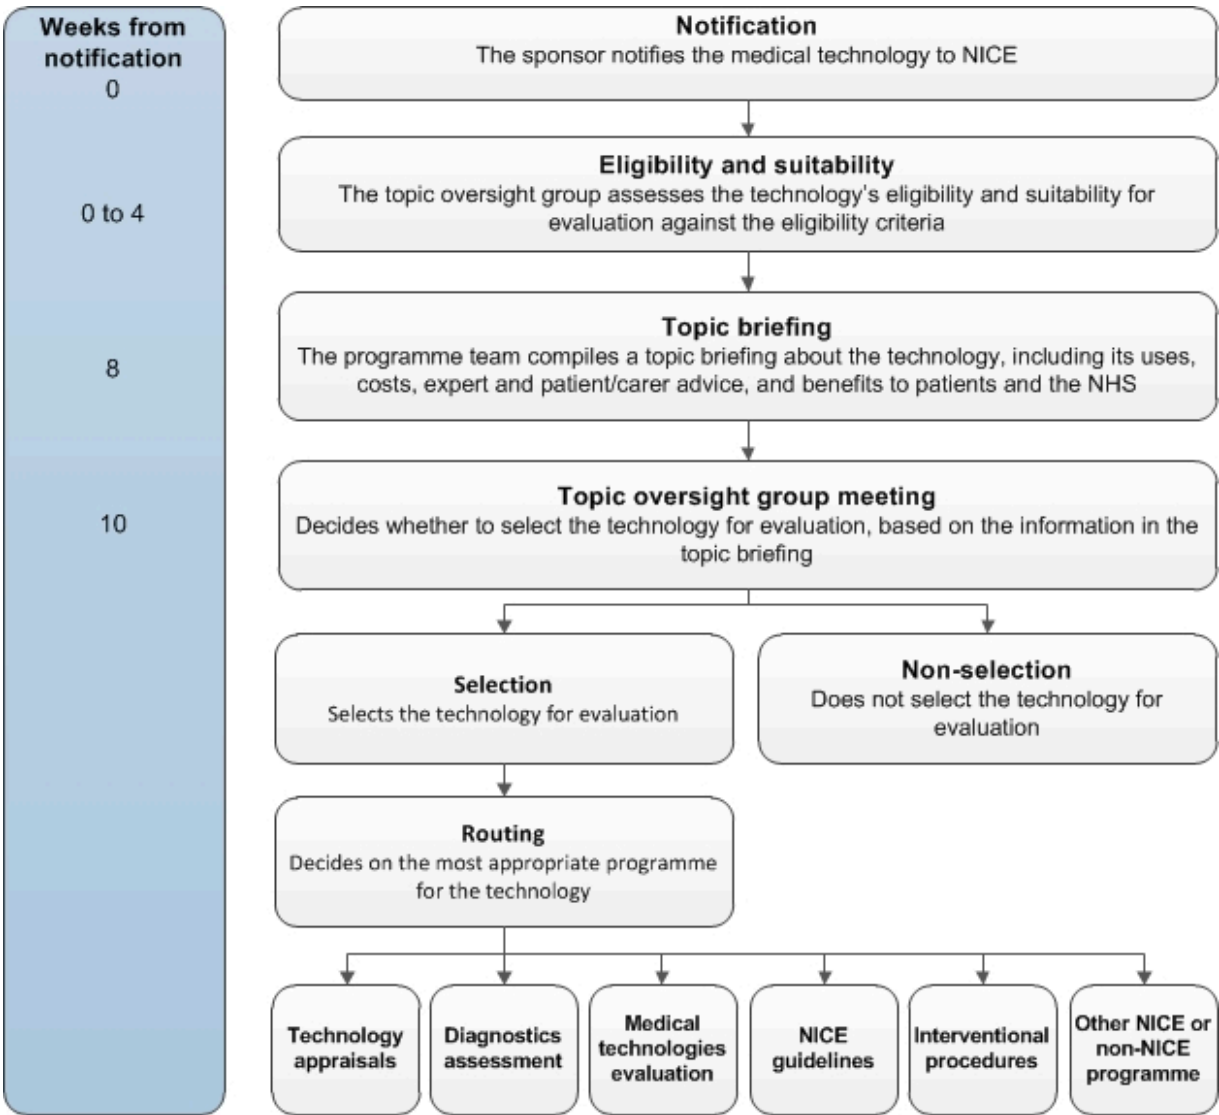 Weeks from
notification
0
Notification
The sponsor notifies the medical technology to NICE
0 to 4
Eligibility and suitability
The topic oversight group assesses the technology’s eligibility and suitability for
evaluation against the eligibility criteria
8
Topic briefing
The programme team compiles a topic briefing about the technology, including its uses,
costs, expert and patient/carer advice, and benefits to patients and the NHS
10
Topic oversight group meeting
Decides whether to select the technology for evaluation, based on the information in the
topic briefing
Selection
Selects the technology for evaluation
Non-selection
Does not select the technology for
evaluation
Routing
Decides on the most appropriate programme
for the technology
Technology
appraisals
Diagnostics
assessment
Medical
technologies
evaluation
NICE
guidelines
Interventional
procedures
Other NICE or
non-NICE
programme